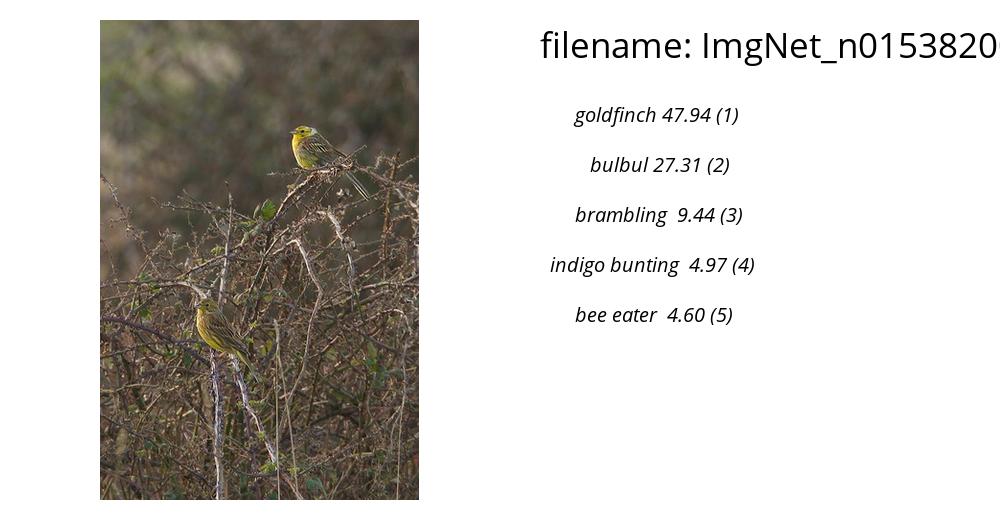 filename: ImgNet_n0153820
goldfinch 47.94 (1)
bulbul 27.31 (2)
brambling 9.44 (3)
indigo bunting 4.97 (4)
bee eater 4.60 (5)